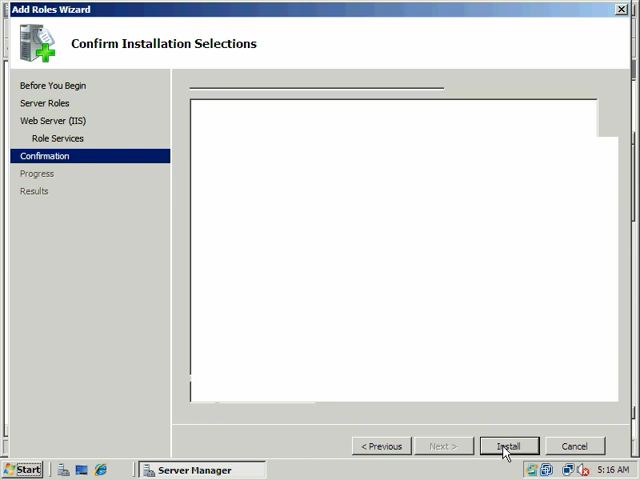 Add Roles Wizard
Confirm Installation Selections
Before You Begin
Server Roles
Web Server (IIS)
Role Services
Confirmation
Progress
Results
< Previous
Next >
Install
Cancel
Start
Server Manager
5:16 AM